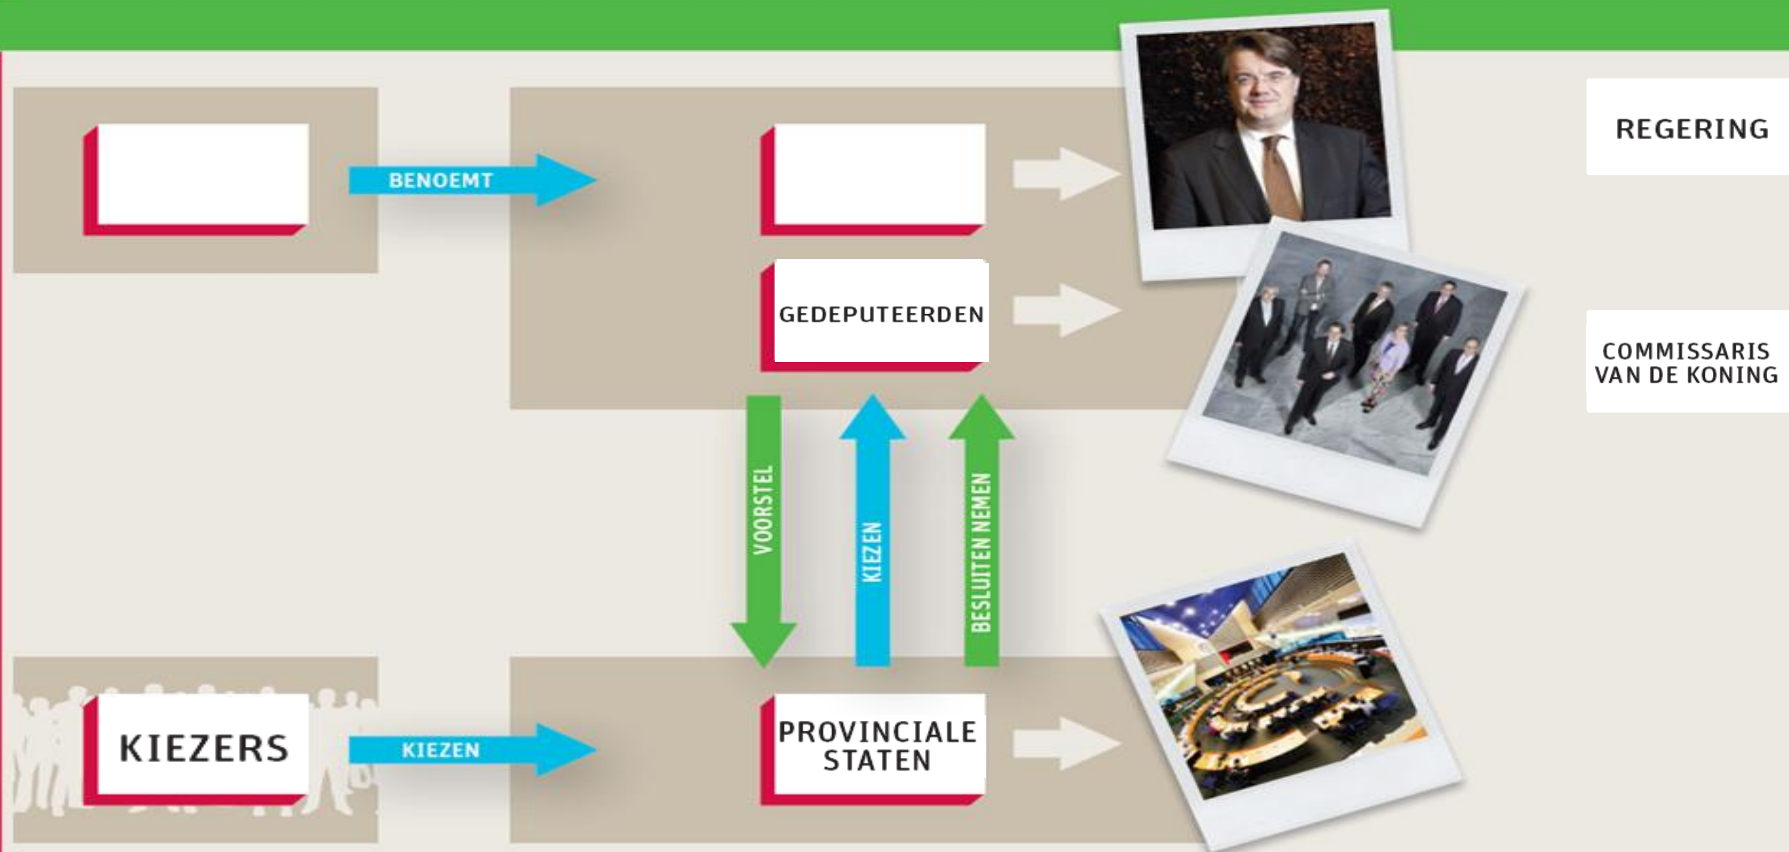 REGERING
BENOEMT
GEDEPUTEERDEN
COMMISSARIS
VAN DE KONING
VOORSTEL
KIEZEN
BESLUITEN NEMEN
KIEZERS
KIEZEN
PROVINCIALE
STATEN